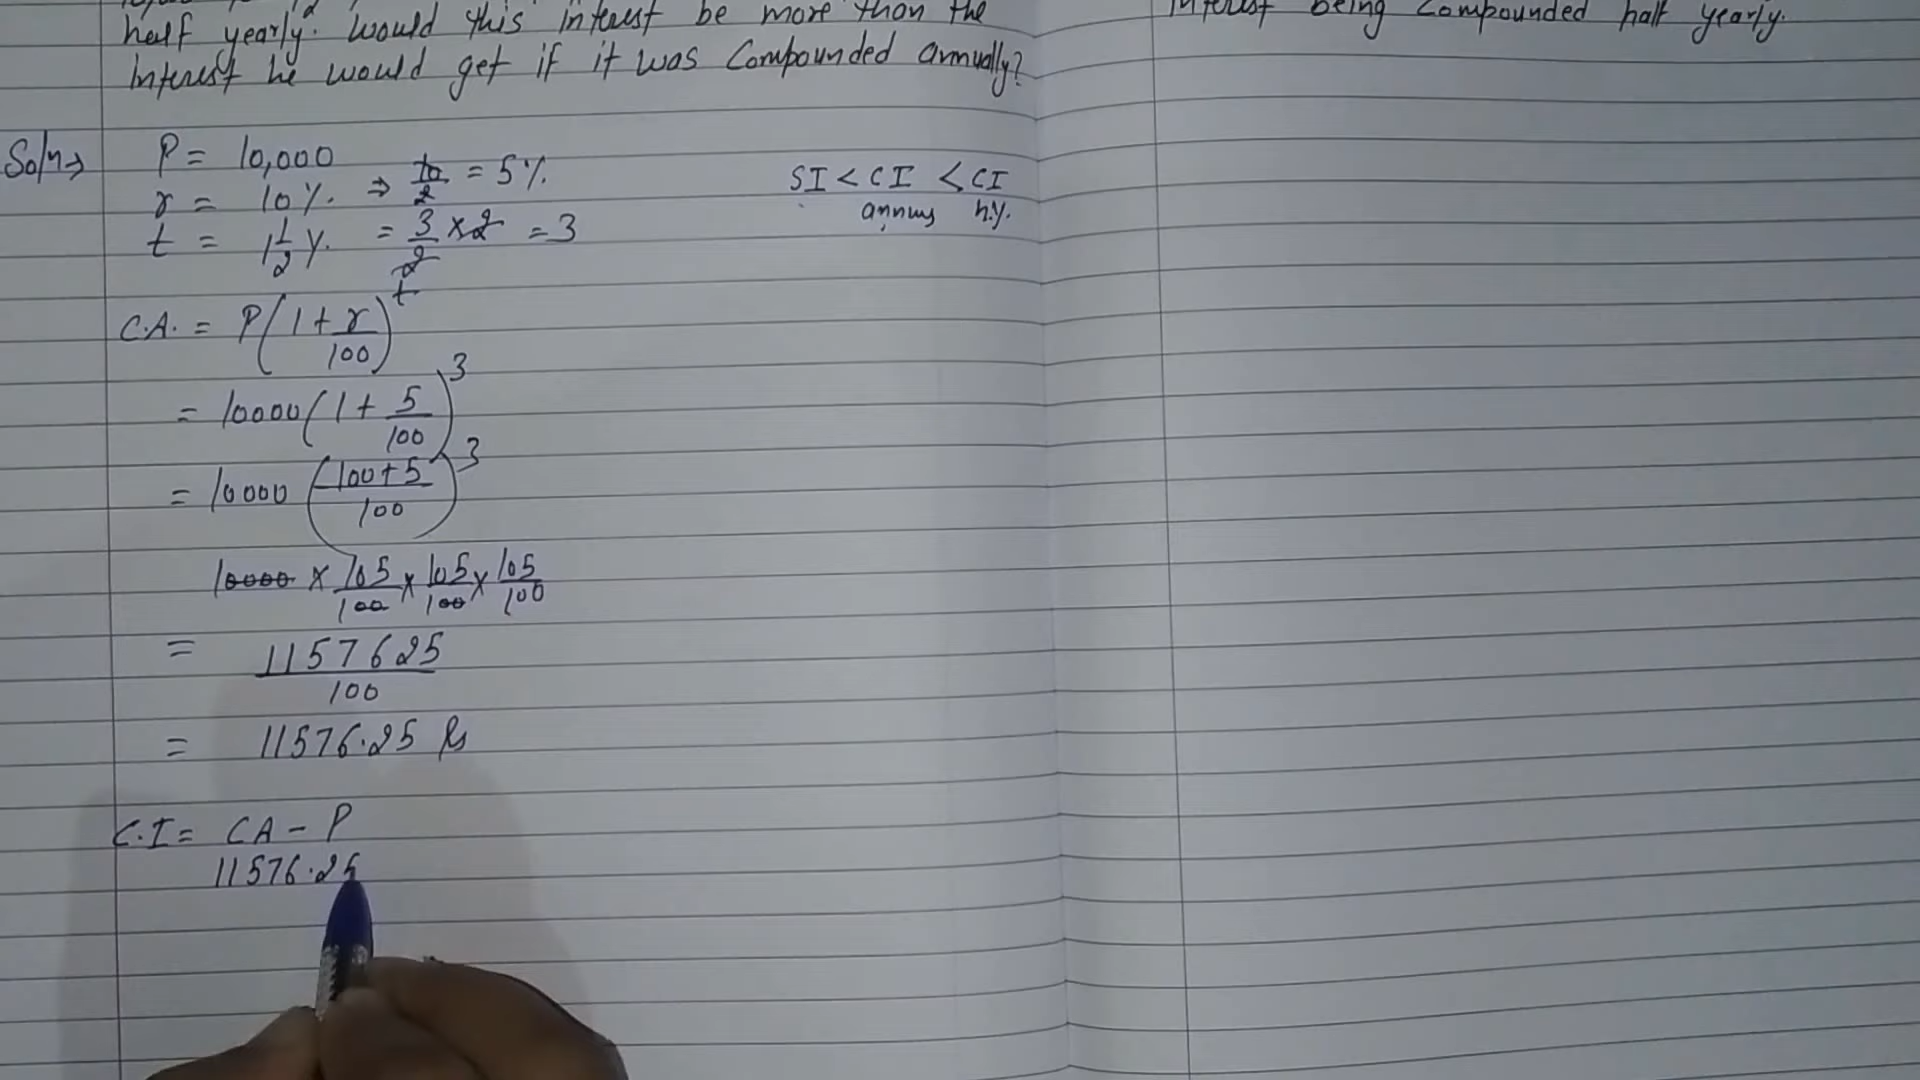 half yearly. Would this interest be more than the
interest he would get if it was Compounded annually?
Interest being compounded half yearly.
Soln→ P = 10,000
r = 10% ⇒ 10/2 = 5%
t = 1 1/2 y. = 3/2 × 2 = 3
SI < CI < CI
annus h.y.
C.A. = P(1 + r/100)^t
= 10000(1 + 5/100)^3
= 10000(100+5/100)^3
10000 × 105/100 × 105/100 × 105/100
= 1157625/100
= 11576.25 Rs
C.I = CA - P
11576.25